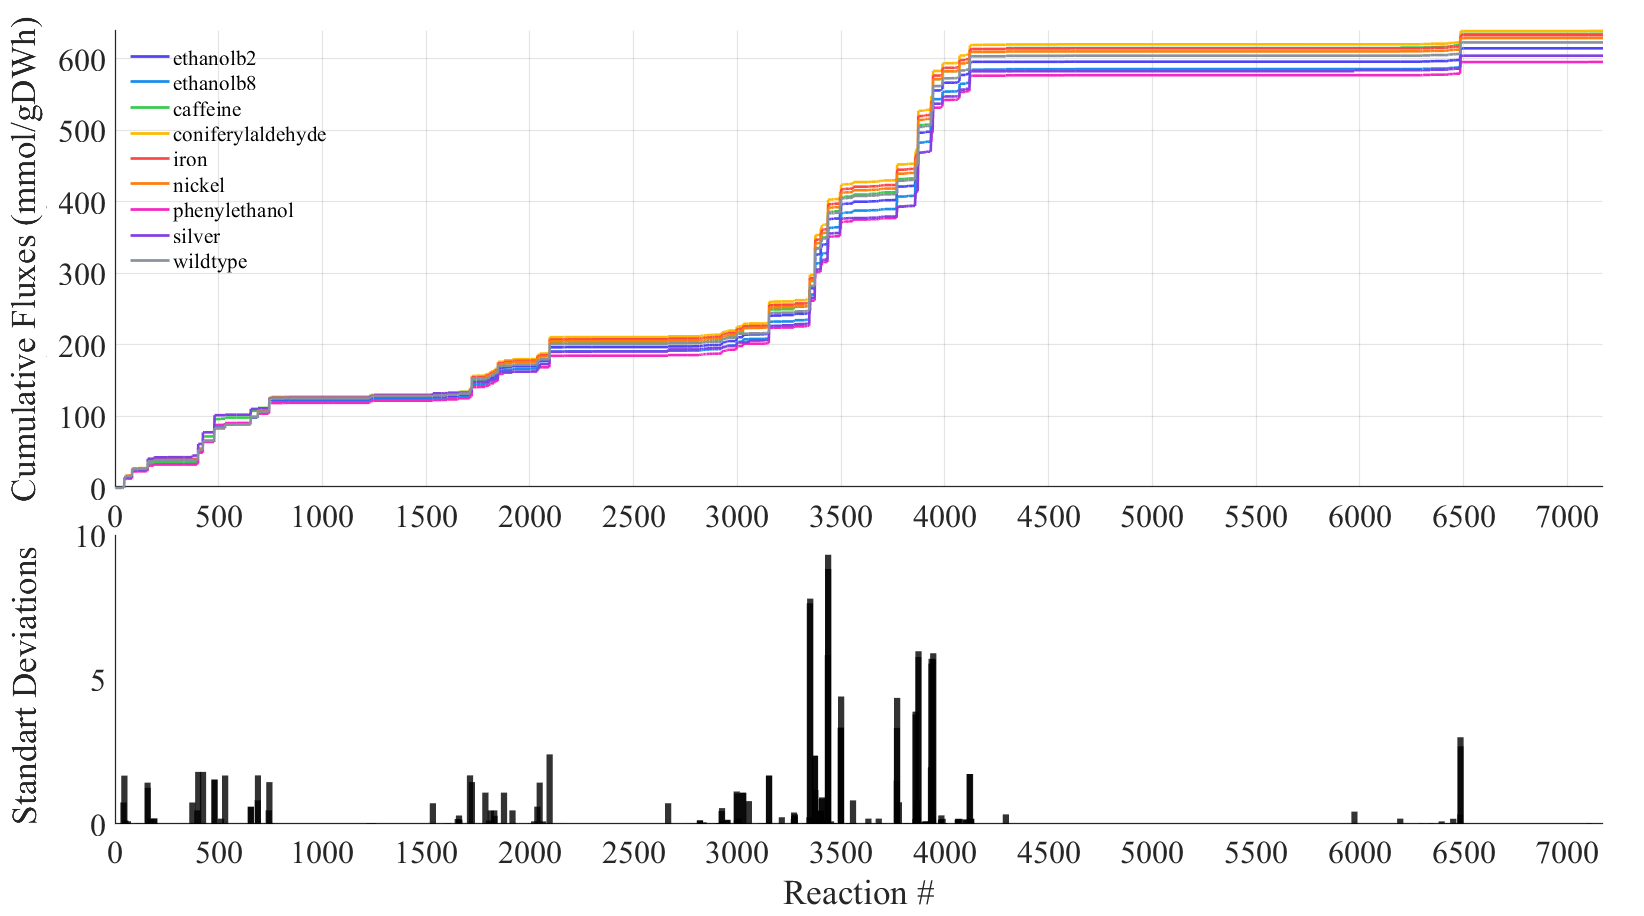 Cumulative Fluxes (mmol/gDWh)
600
500
400
300
200
100
0
ethanolb2
ethanolb8
caffeine
coniferylaldehyde
iron
nickel
phenylethanol
silver
wildtype
0 500 1000 1500 2000 2500 3000 3500 4000 4500 5000 5500 6000 6500 7000
Standart Deviations
10
5
0
0 500 1000 1500 2000 2500 3000 3500 4000 4500 5000 5500 6000 6500 7000
Reaction #